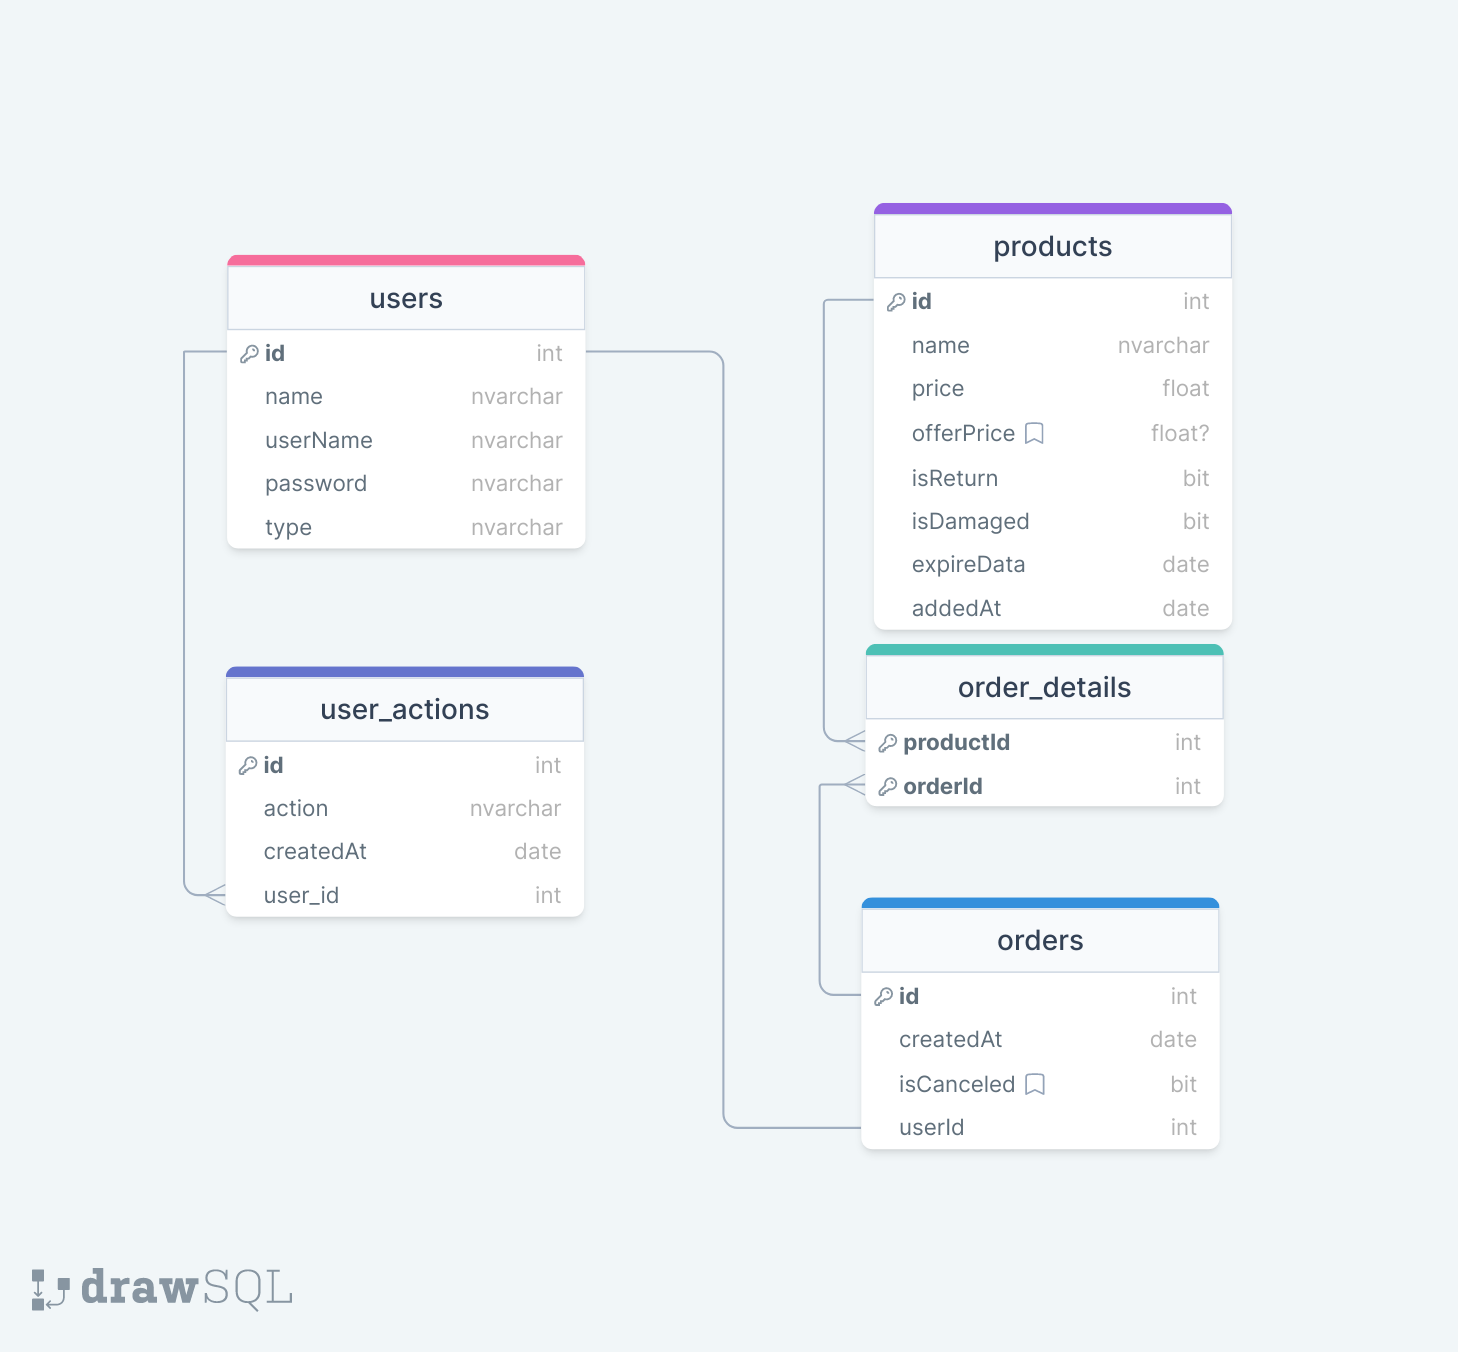 users
id int
name nvarchar
userName nvarchar
password nvarchar
type nvarchar
user_actions
id int
action nvarchar
createdAt date
user_id int
products
id int
name nvarchar
price float
offerPrice float?
isReturn bit
isDamaged bit
expireData date
addedAt date
order_details
productId int
orderId int
orders
id int
createdAt date
isCanceled bit
userId int
drawSQL